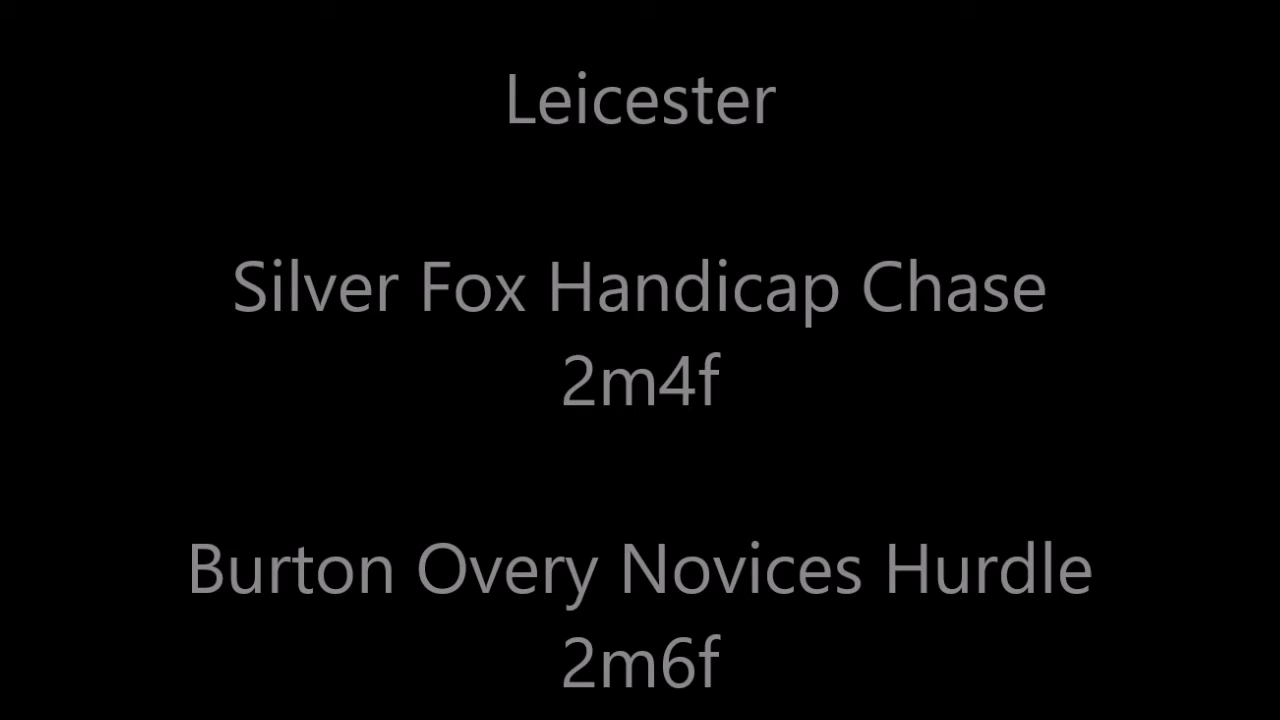 Leicester
Silver Fox Handicap Chase
2m4f
Burton Overy Novices Hurdle
2m6f